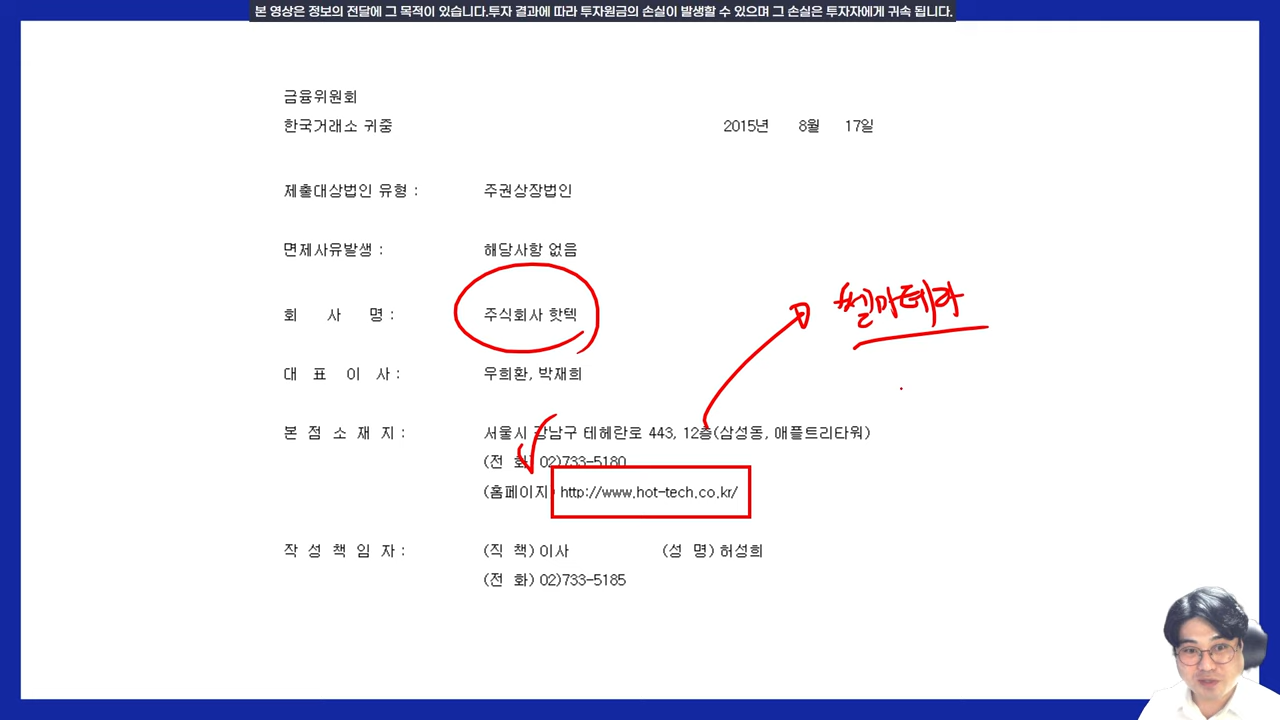 본 영상은 정보의 전달에 그 목적이 있습니다.투자 결과에 따라 투자원금의 손실이 발생할 수 있으며 그 손실은 투자자에게 귀속 됩니다.
금융위원회
한국거래소 귀중 2015년 8월 17일
제출대상법인 유형 : 주권상장법인
면제사유발생 : 해당사항 없음
회 사 명 : 주식회사 핫텍
쎌마테라
대 표 이 사 : 우희환, 박재희
본 점 소 재 지 : 서울시 강남구 테헤란로 443, 12층(삼성동, 애플트리타워)
(전 화) 02)733-5180
(홈페이지) http://www.hot-tech.co.kr/
작 성 책 임 자 : (직 책) 이사 (성 명) 허성희
(전 화) 02)733-5185